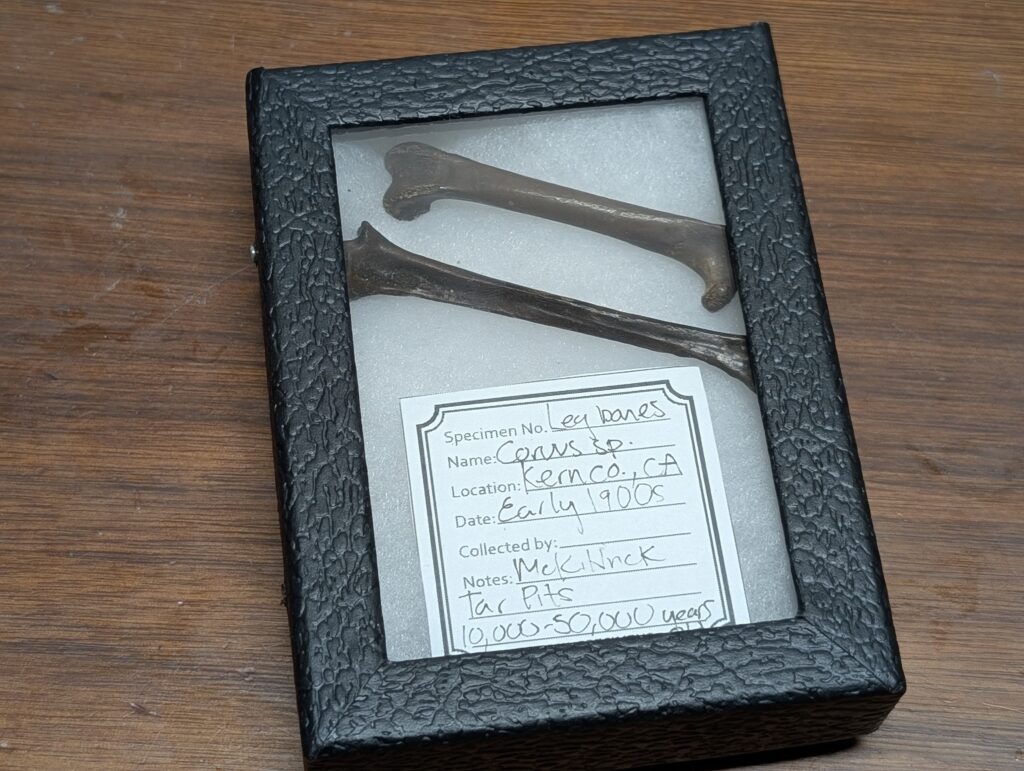 Specimen No. Leg bones
Name: Corvus sp.
Location: Kern co., CA
Date: Early 1900s
Collected by:
Notes: McKittrick
Tar Pits
10,000-50,000 years